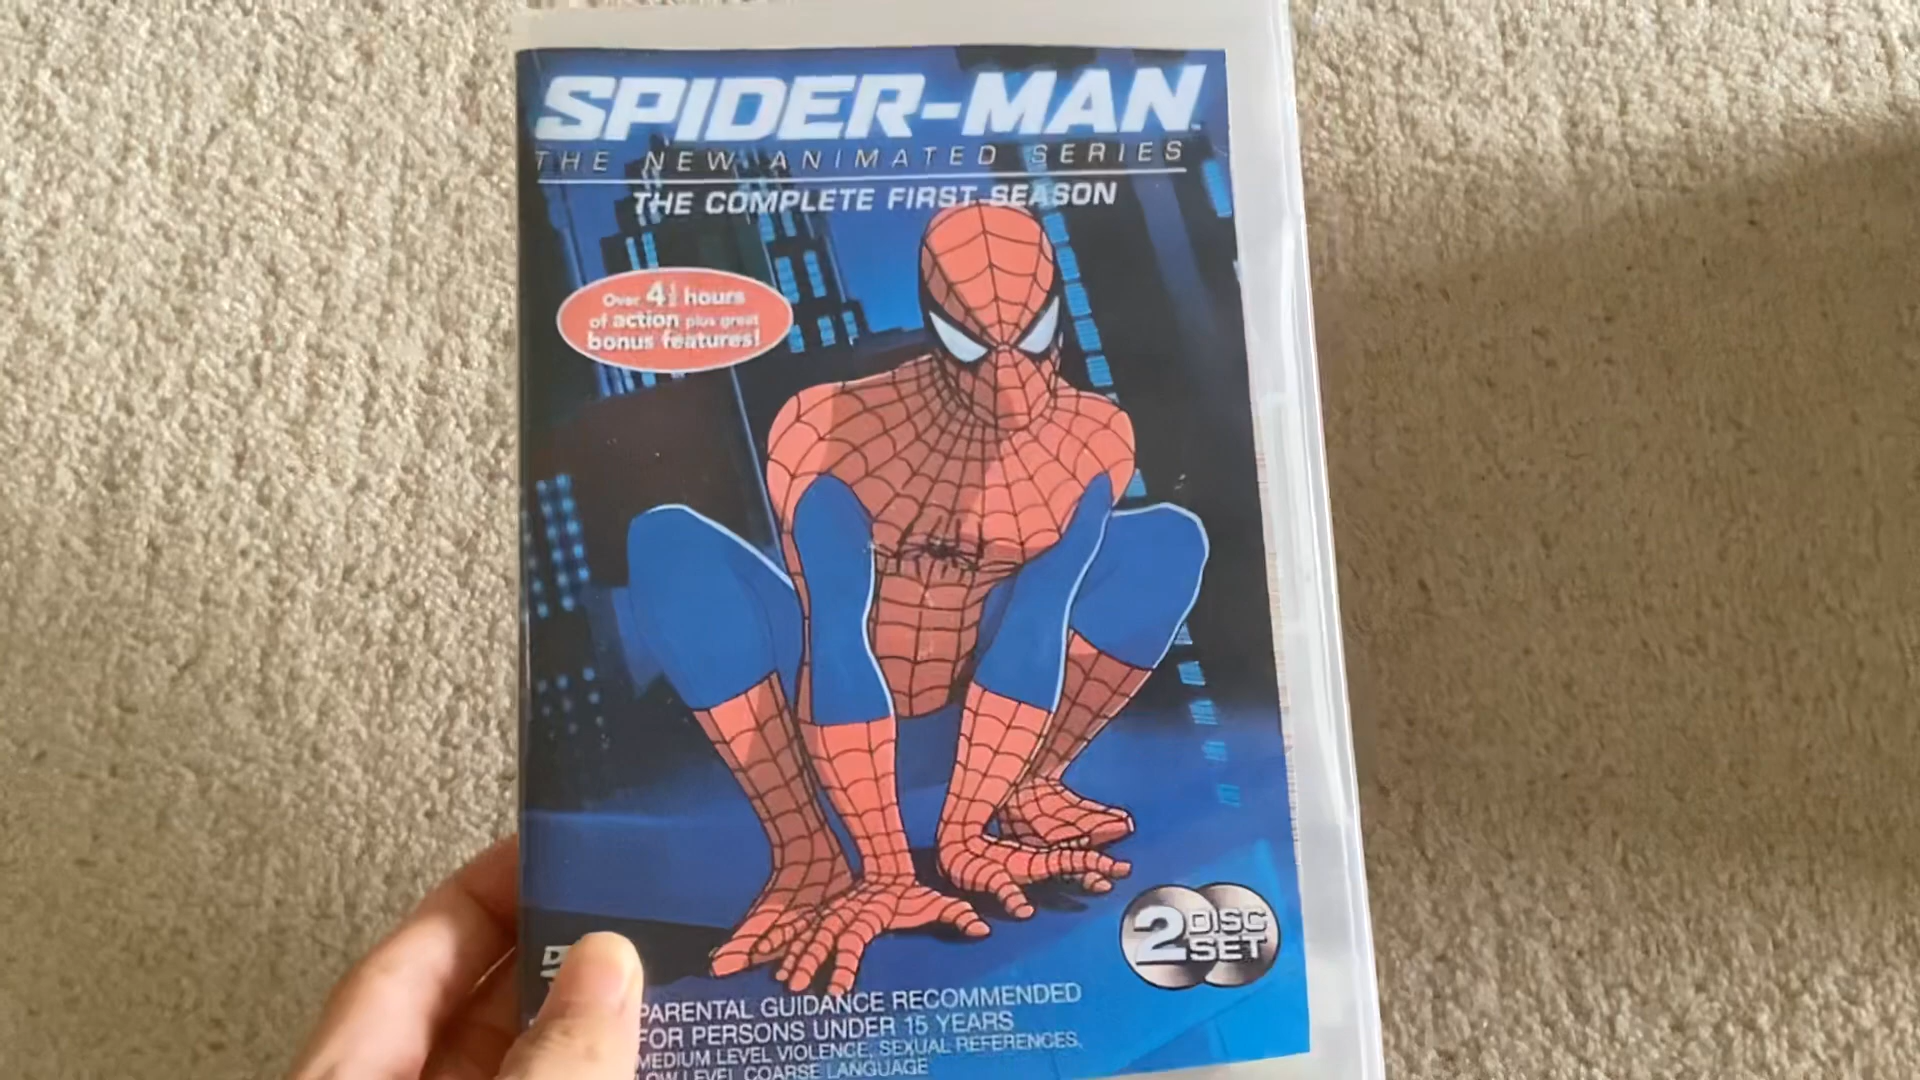 SPIDER-MAN
THE NEW ANIMATED SERIES
THE COMPLETE FIRST SEASON
Over 4½ hours
of action plus great
bonus features!
2 DISC
SET
PARENTAL GUIDANCE RECOMMENDED
FOR PERSONS UNDER 15 YEARS
MEDIUM LEVEL VIOLENCE, SEXUAL REFERENCES,
LOW LEVEL COARSE LANGUAGE